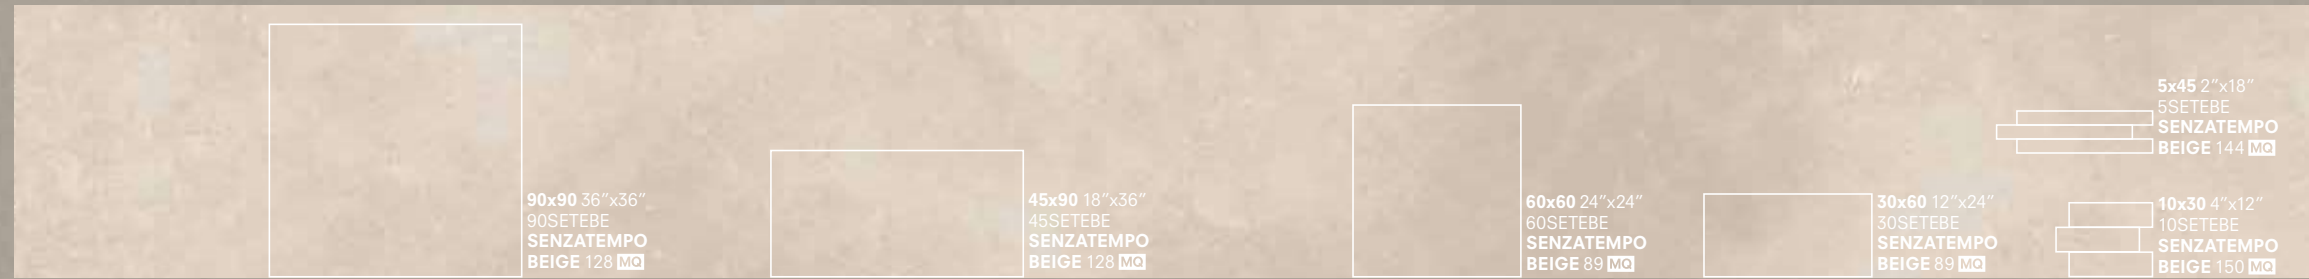 90x90 36"x36"
90SETEBE
SENZATEMPO
BEIGE 128 MQ
45x90 18"x36"
45SETEBE
SENZATEMPO
BEIGE 128 MQ
60x60 24"x24"
60SETEBE
SENZATEMPO
BEIGE 89 MQ
30x60 12"x24"
30SETEBE
SENZATEMPO
BEIGE 89 MQ
5x45 2"x18"
5SETEBE
SENZATEMPO
BEIGE 144 MQ
10x30 4"x12"
10SETEBE
SENZATEMPO
BEIGE 150 MQ